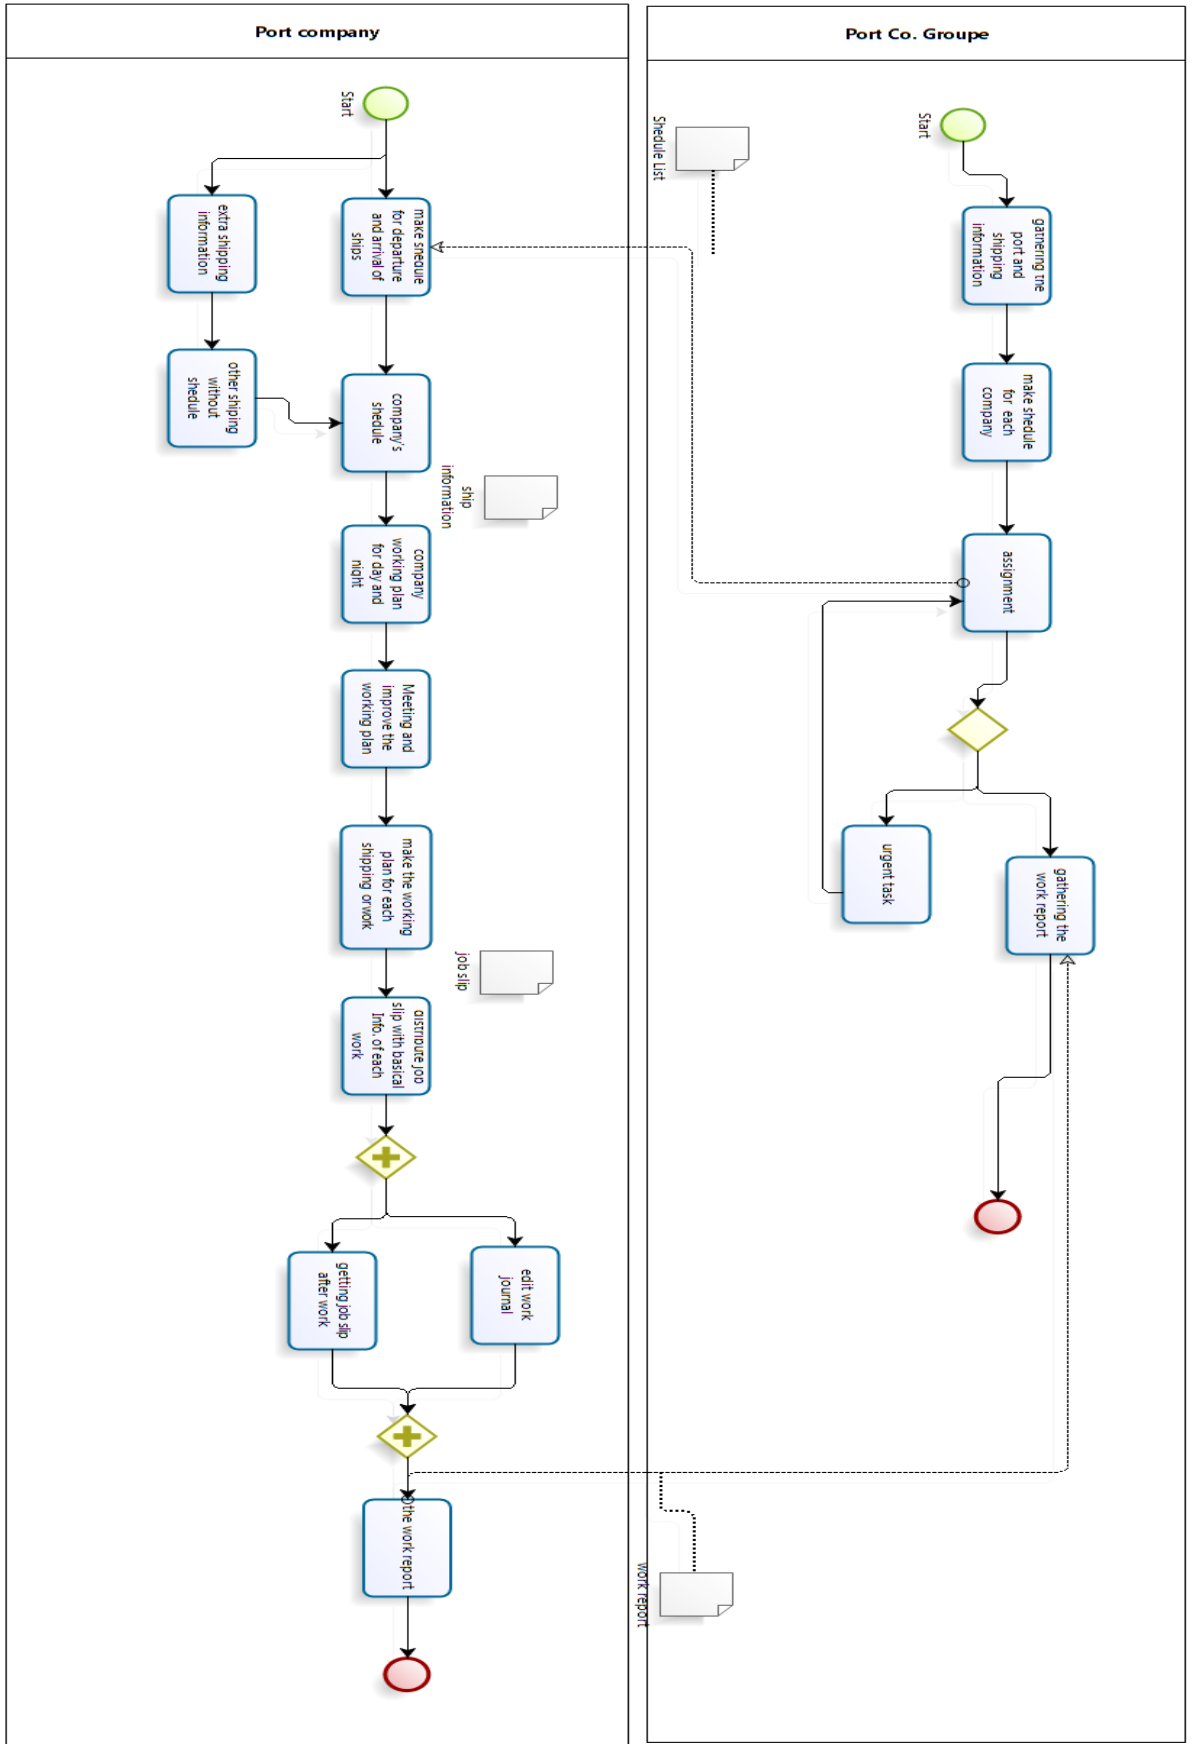 Port company
Port Co. Groupe
Start
extra shipping
information
other shiping
without
shedule
make shedule
for departure
and arrival of
ships
company's
shedule
ship
information
company
working plan
for day and
night
Meeting and
improve the
working plan
make the working
plan for each
shipping orwork
job slip
distribute job
slip with basical
Info. of each
work
getting job slip
after work
edit work
journal
the work report
Shedule List
work report
Start
gathering the
port and
shipping
information
make shedule
for each
company
assignment
urgent task
gathering the
work report